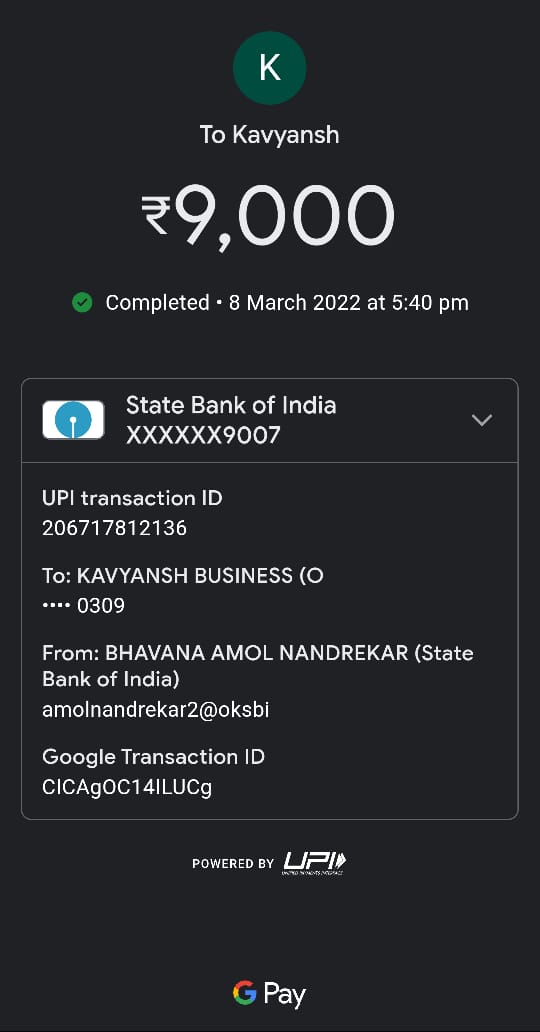 K
To Kavyansh
₹9,000
Completed • 8 March 2022 at 5:40 pm
State Bank of India
XXXXXX9007
UPI transaction ID
206717812136
To: KAVYANSH BUSINESS (O
•••• 0309
From: BHAVANA AMOL NANDREKAR (State
Bank of India)
amolnandrekar2@oksbi
Google Transaction ID
CICAgOC14ILUCg
POWERED BY UPI
UNIFIED PAYMENTS INTERFACE
G Pay